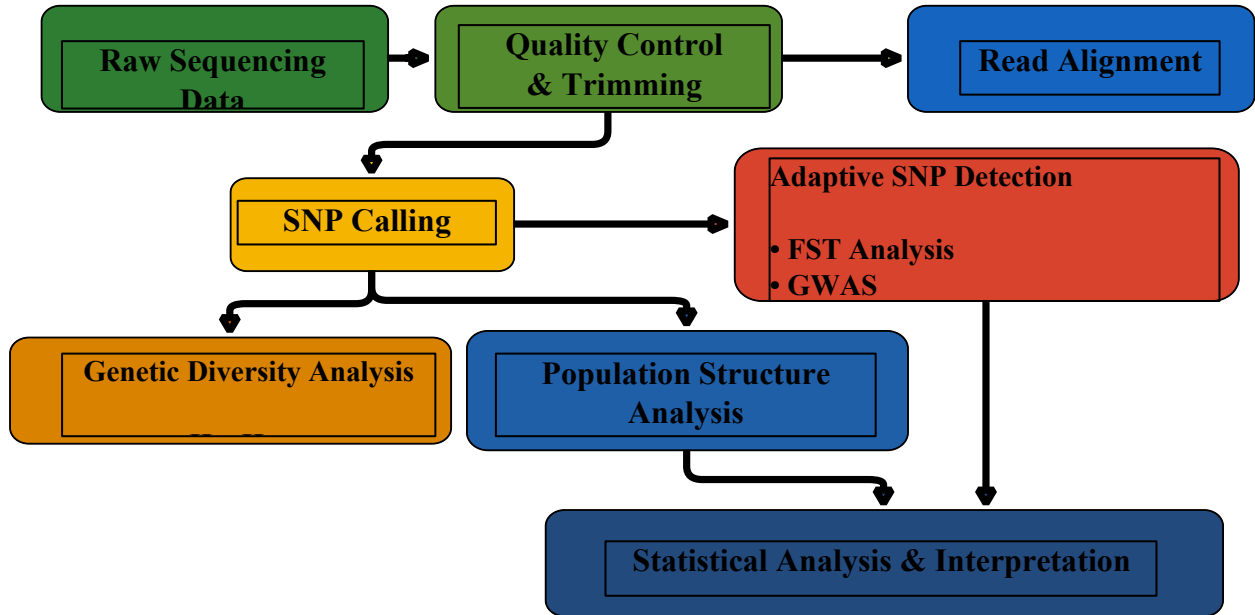 Raw Sequencing
Data
Quality Control
& Trimming
Read Alignment
SNP Calling
Adaptive SNP Detection
• FST Analysis
• GWAS
Genetic Diversity Analysis
Population Structure
Analysis
Statistical Analysis & Interpretation